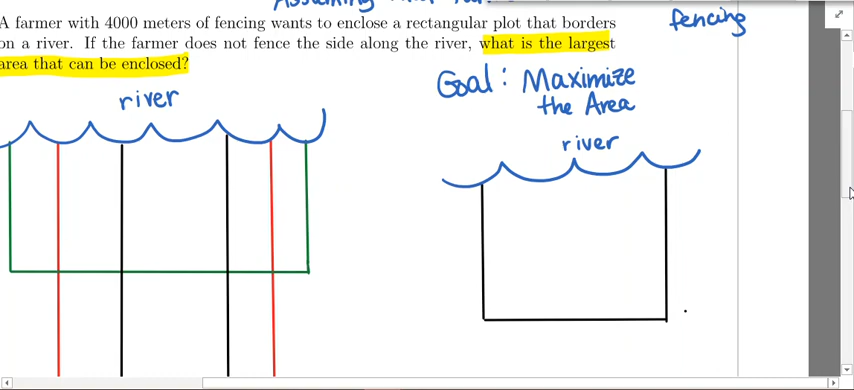 Assuming
fencing
A farmer with 4000 meters of fencing wants to enclose a rectangular plot that borders
on a river. If the farmer does not fence the side along the river, what is the largest
area that can be enclosed?
Goal: Maximize
the Area
river
river